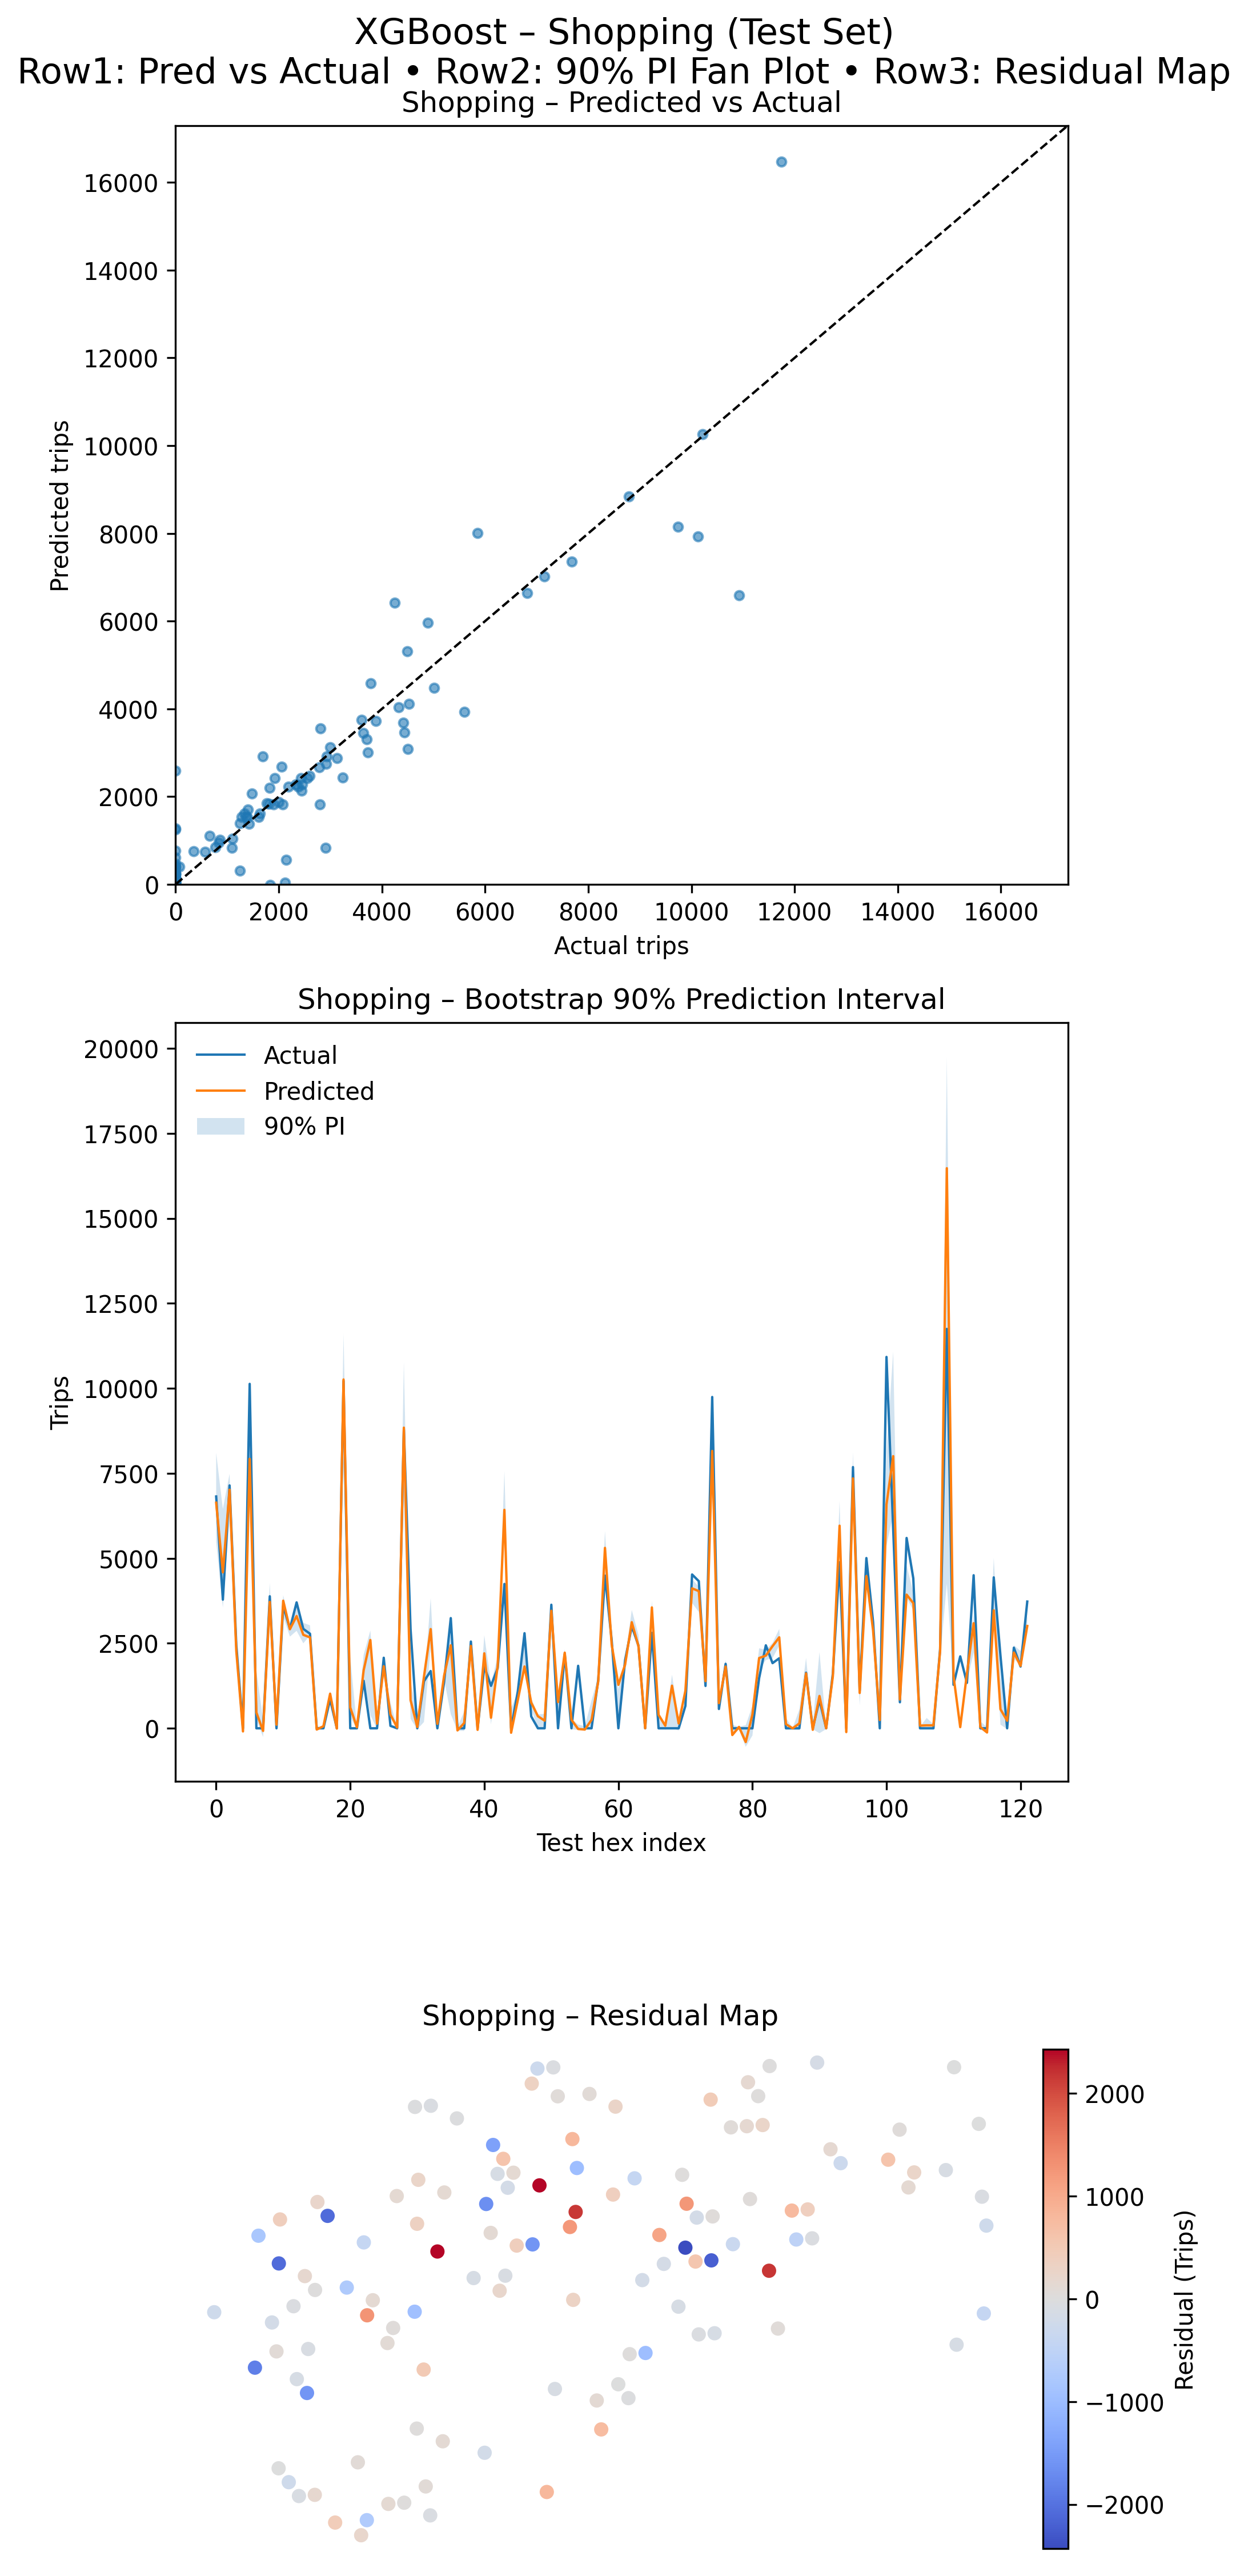 XGBoost – Shopping (Test Set)
Row1: Pred vs Actual • Row2: 90% PI Fan Plot • Row3: Residual Map
Shopping – Predicted vs Actual
16000
14000
12000
10000
8000
6000
4000
2000
0
Predicted trips
0 2000 4000 6000 8000 10000 12000 14000 16000
Actual trips
Shopping – Bootstrap 90% Prediction Interval
Actual
Predicted
90% PI
20000
17500
15000
12500
10000
7500
5000
2500
0
Trips
0 20 40 60 80 100 120
Test hex index
Shopping – Residual Map
2000
1000
0
−1000
−2000
Residual (Trips)